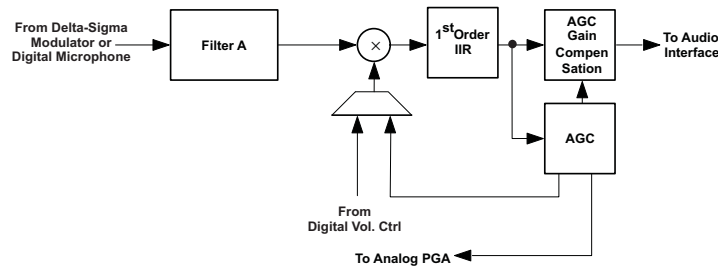 From Delta-Sigma
Modulator or
Digital Microphone
Filter A
×
1st Order
IIR
AGC
Gain
Compen
sation
To Audio
Interface
AGC
From
Digital Vol. Ctrl
To Analog PGA